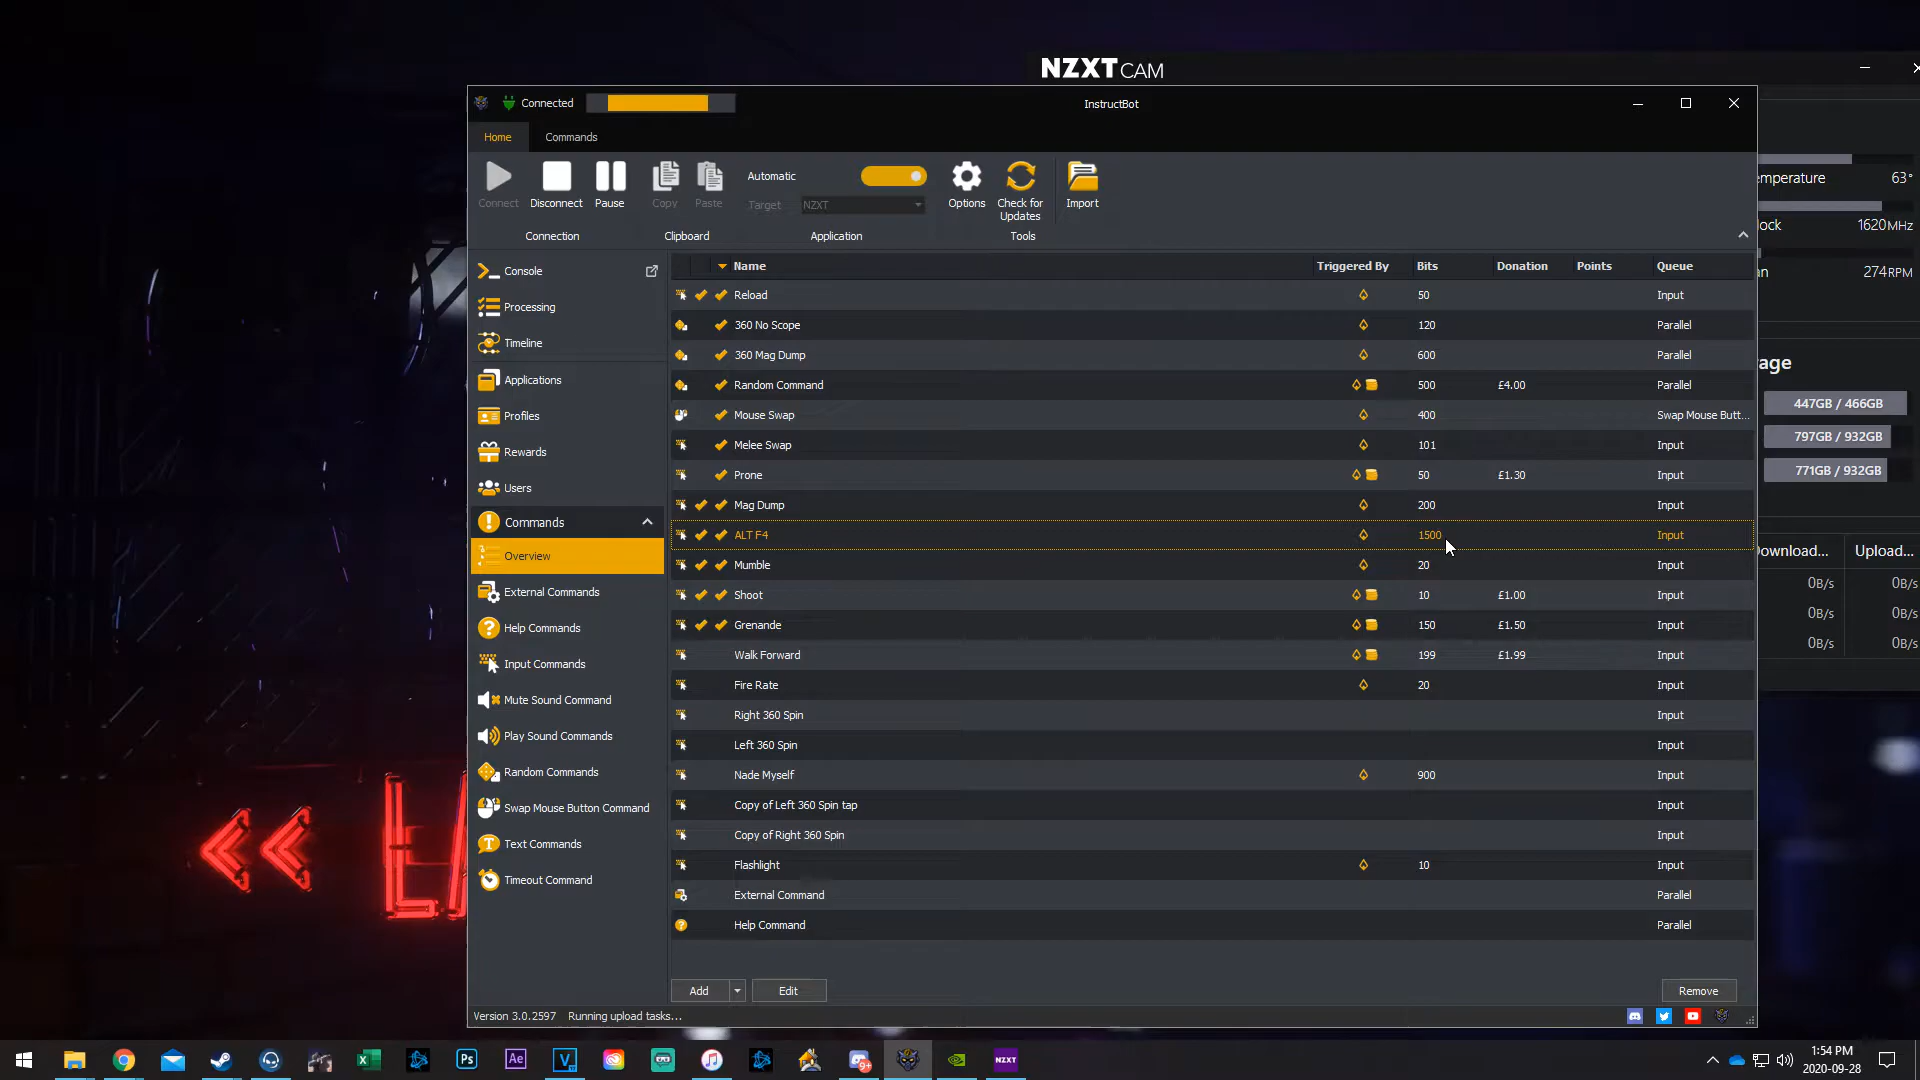 NZXT CAM
Connected
InstructBot
Home Commands
Connect Disconnect Pause Copy Paste Automatic Target NZXT Options Check for Updates Import
Connection Clipboard Application Tools
Console
Processing
Timeline
Applications
Profiles
Rewards
Users
Commands
Overview
External Commands
Help Commands
Input Commands
Mute Sound Command
Play Sound Commands
Random Commands
Swap Mouse Button Command
Text Commands
Timeout Command
Name Triggered By Bits Donation Points Queue
Reload 50 Input
360 No Scope 120 Parallel
360 Mag Dump 600 Parallel
Random Command 500 £4.00 Parallel
Mouse Swap 400 Swap Mouse Butt...
Melee Swap 101 Input
Prone 50 £1.30 Input
Mag Dump 200 Input
ALT F4 1500 Input
Mumble 20 Input
Shoot 10 £1.00 Input
Grenande 150 £1.50 Input
Walk Forward 199 £1.99 Input
Fire Rate 20 Input
Right 360 Spin Input
Left 360 Spin Input
Nade Myself 900 Input
Copy of Left 360 Spin tap Input
Copy of Right 360 Spin Input
Flashlight 10 Input
External Command Parallel
Help Command Parallel
Add Edit Remove
Version 3.0.2597 Running upload tasks...
emperature 63°
lock 1620MHz
an 274RPM
age
447GB / 466GB
797GB / 932GB
771GB / 932GB
Download... Upload...
0B/s 0B/s
0B/s 0B/s
0B/s 0B/s
Ps Ae V 9+ NZXT
1:54 PM
2020-09-28